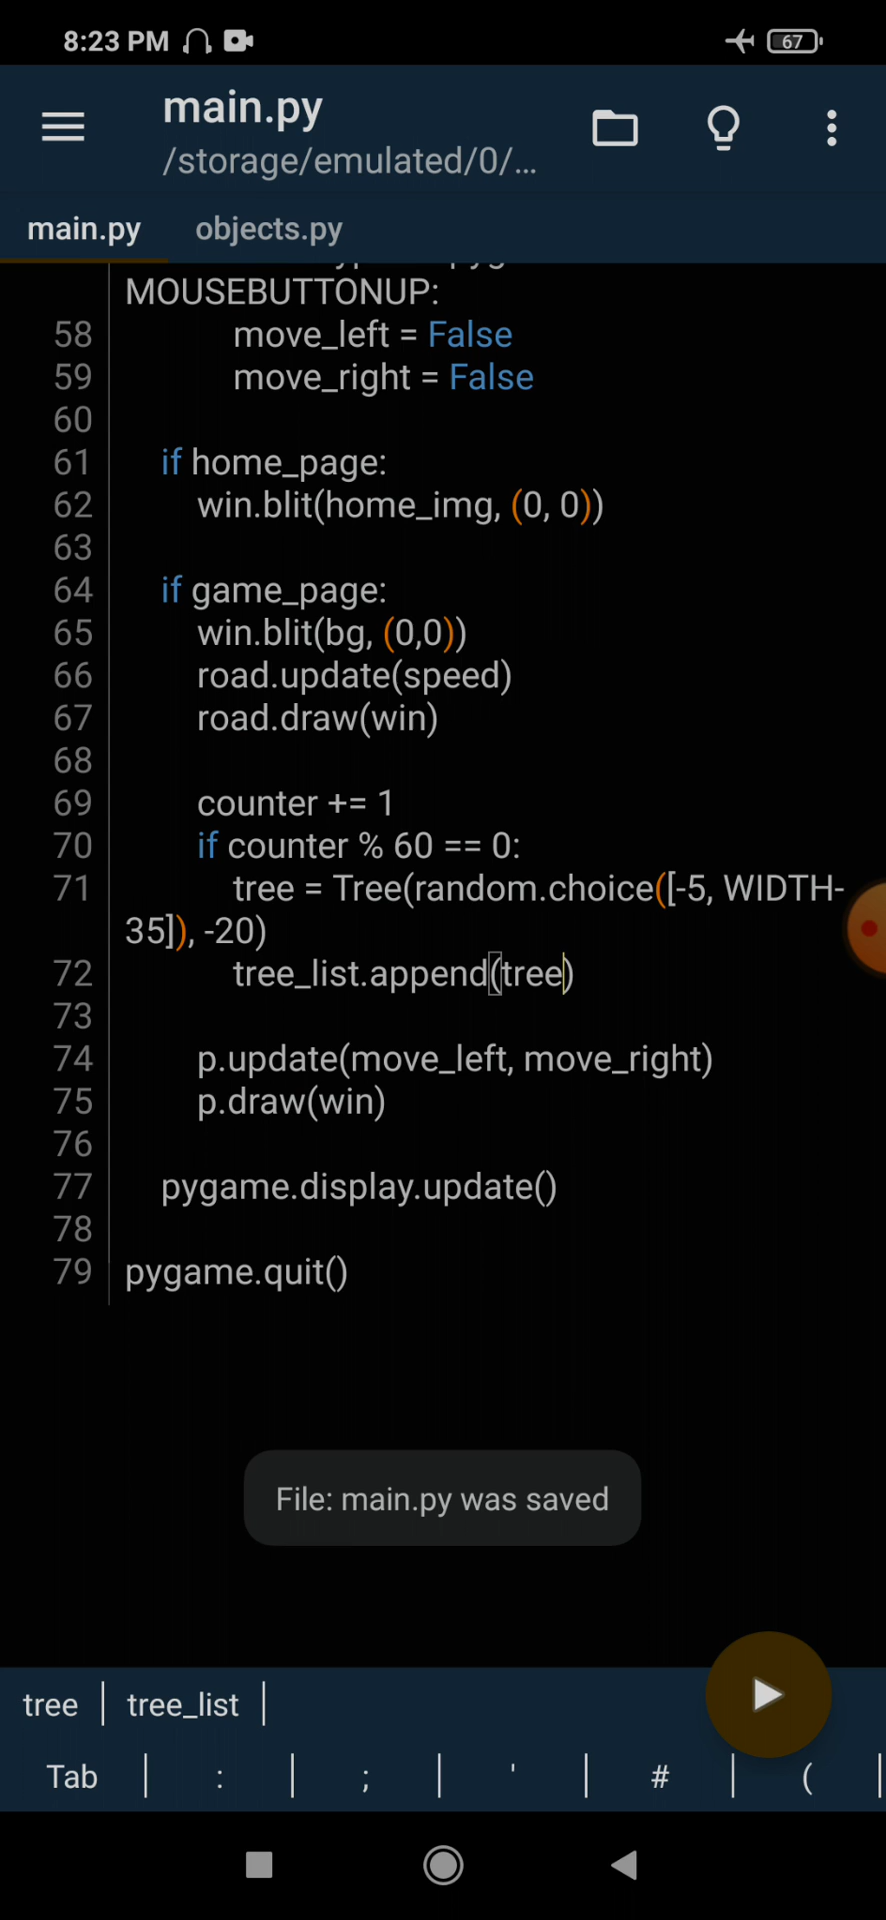 8:23 PM 67
main.py
/storage/emulated/0/...
main.py objects.py
MOUSEBUTTONUP:
58 move_left = False
59 move_right = False
60
61 if home_page:
62 win.blit(home_img, (0, 0))
63
64 if game_page:
65 win.blit(bg, (0,0))
66 road.update(speed)
67 road.draw(win)
68
69 counter += 1
70 if counter % 60 == 0:
71 tree = Tree(random.choice([-5, WIDTH-
35]), -20)
72 tree_list.append(tree)
73
74 p.update(move_left, move_right)
75 p.draw(win)
76
77 pygame.display.update()
78
79 pygame.quit()
File: main.py was saved
tree | tree_list |
Tab | : | ; | ' | # | ( |